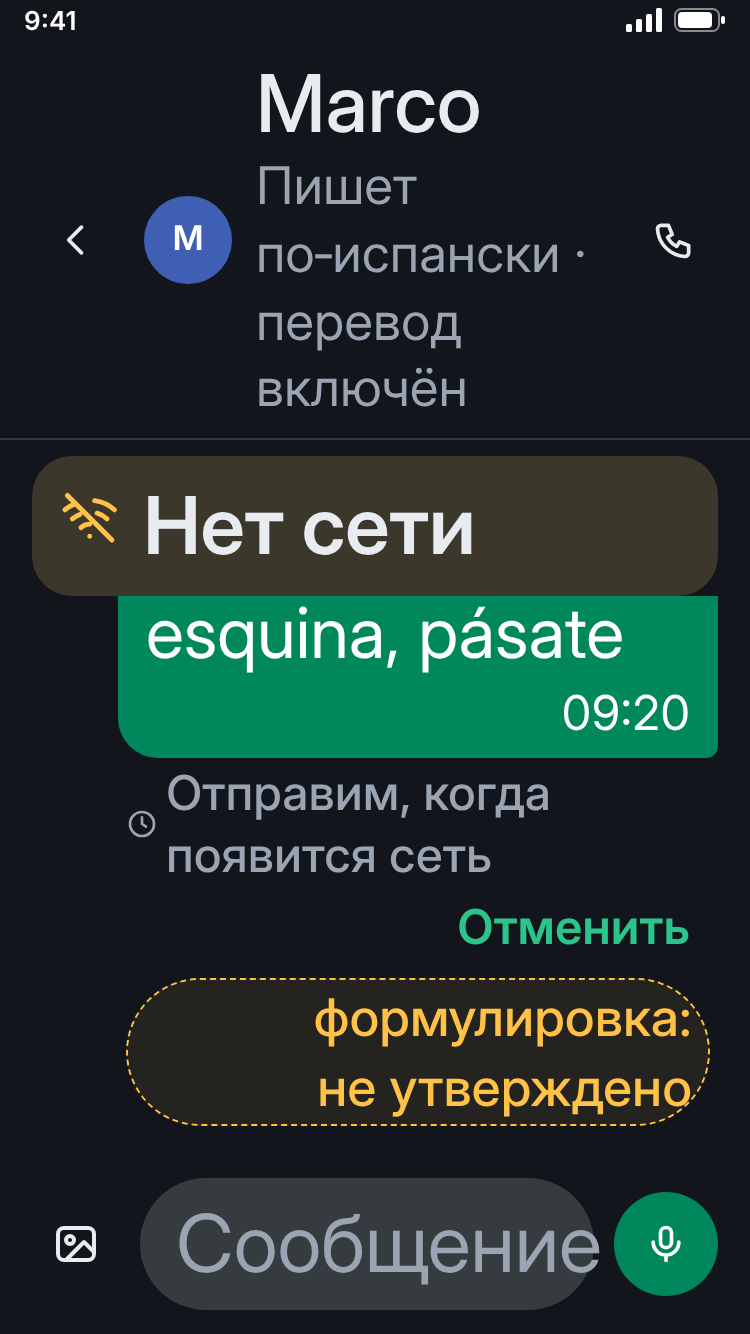 9:41
Marco
Пишет
по-испански ·
перевод
включён
M
Нет сети
esquina, pásate
09:20
Отправим, когда
появится сеть
Отменить
формулировка:
не утверждено
Сообщение